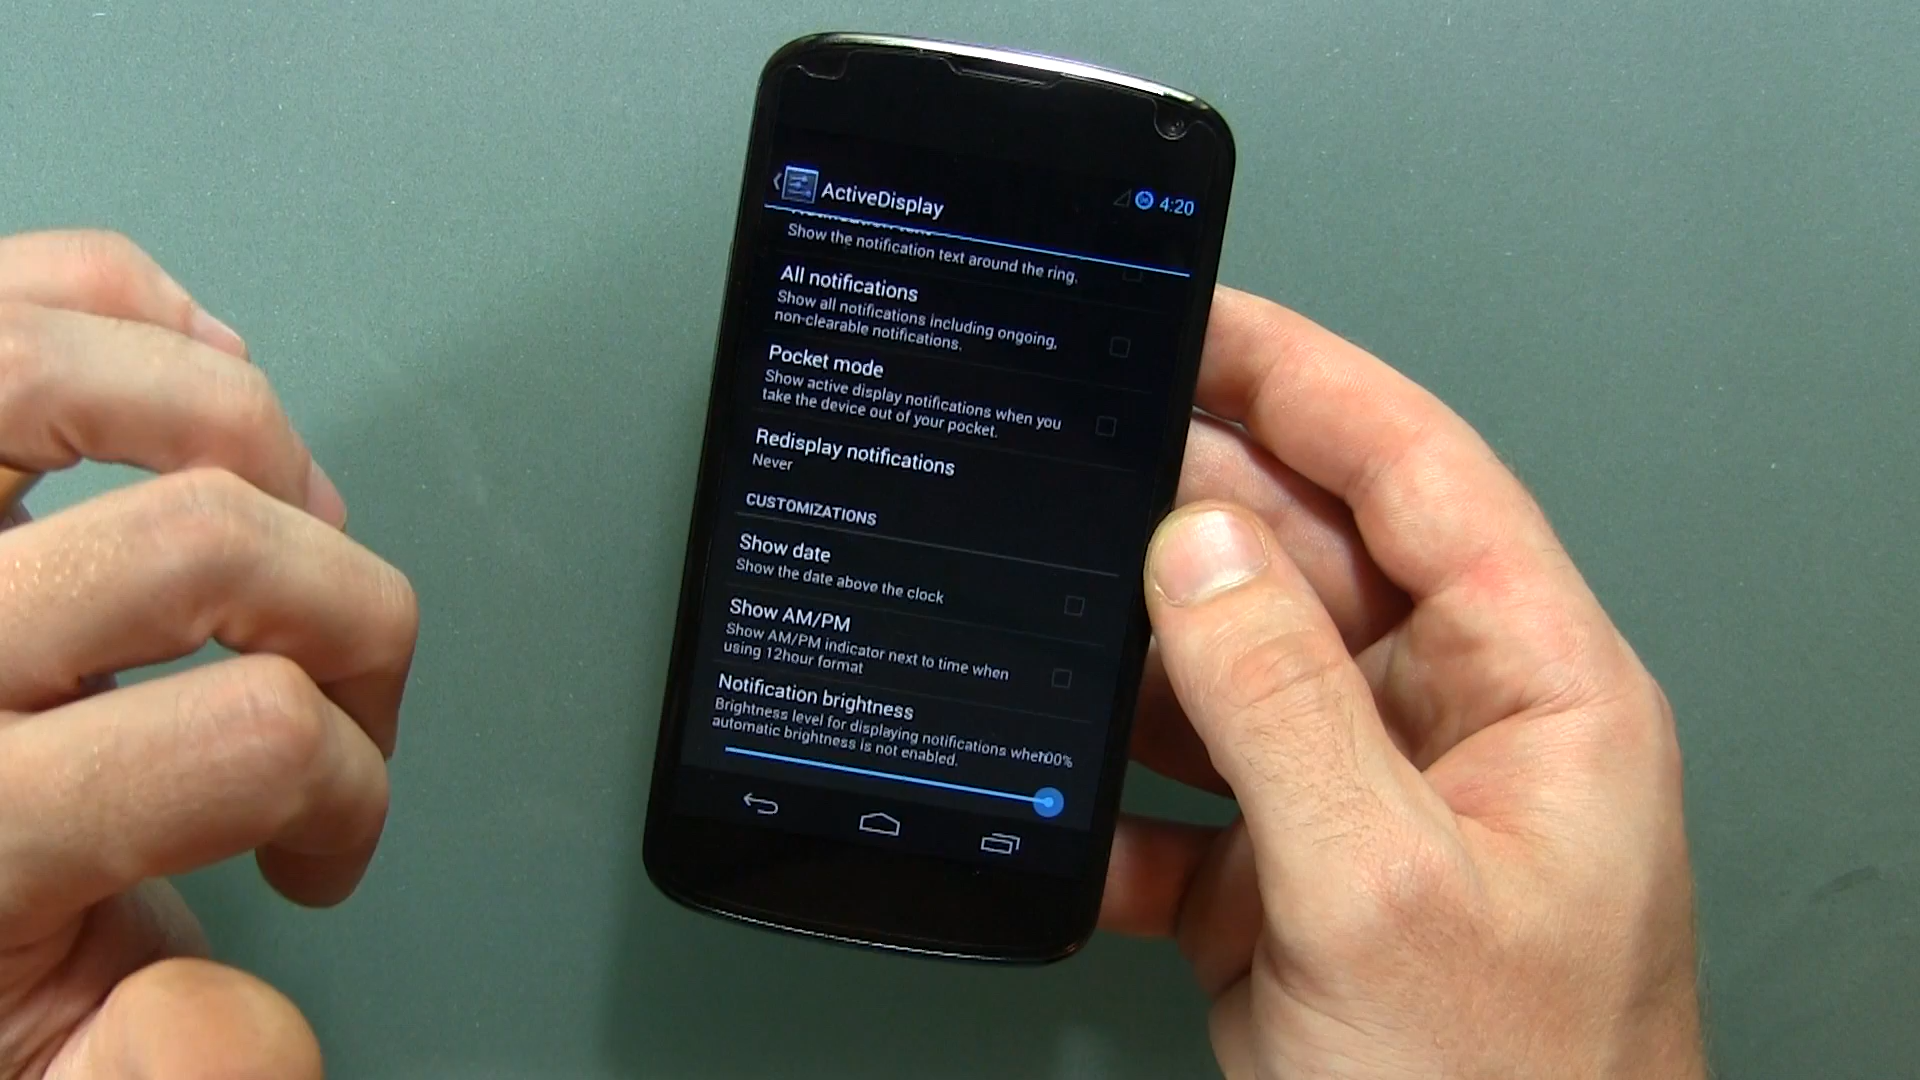 ActiveDisplay
4:20
Show the notification text around the ring.
All notifications
Show all notifications including ongoing,
non-clearable notifications.
Pocket mode
Show active display notifications when you
take the device out of your pocket.
Redisplay notifications
Never
CUSTOMIZATIONS
Show date
Show the date above the clock
Show AM/PM
Show AM/PM indicator next to time when
using 12hour format
Notification brightness
Brightness level for displaying notifications when
100%
automatic brightness is not enabled.